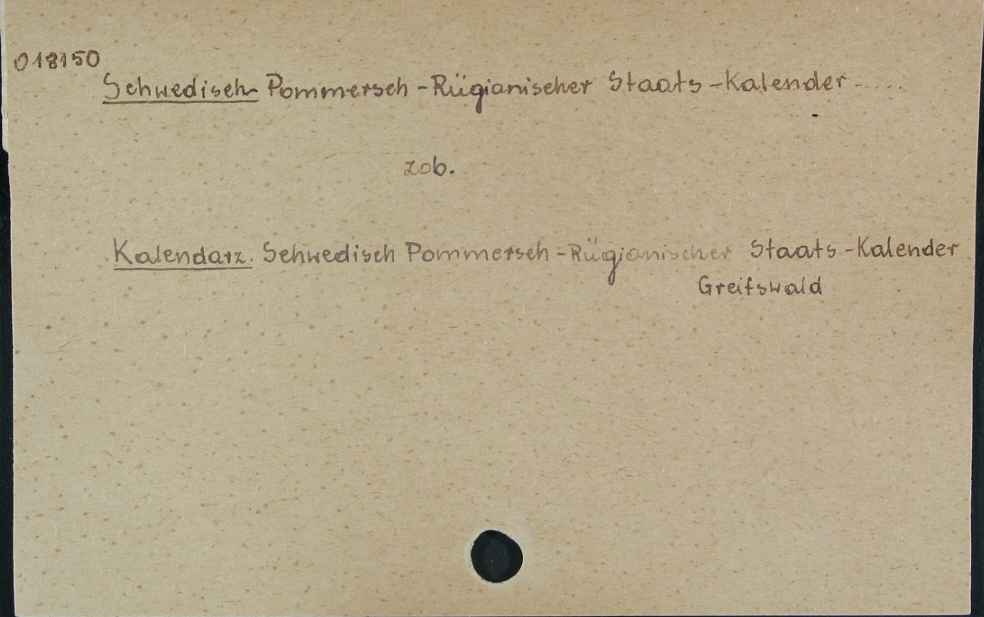 018150
Schwedisch Pommersch-Rügianischer Staats-Kalender.....
zob.
Kalendarz. Schwedisch Pommersch-Rügianischer Staats-Kalender
Greifswald